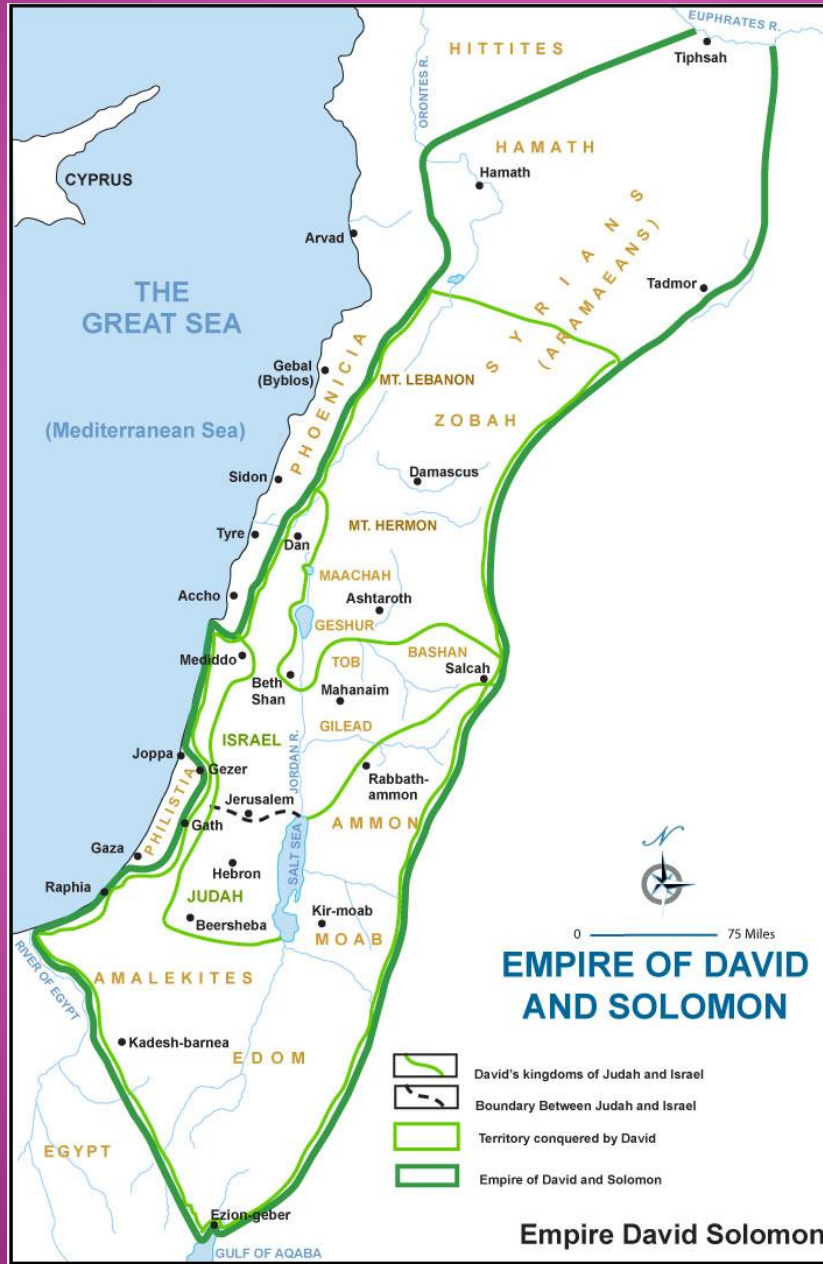 EUPHRATES R.
HITTITES
Tiphsah
ORONTES R.
HAMATH
Hamath
CYPRUS
Arvad
SYRIANS
(ARAMAEANS)
Tadmor
THE
GREAT SEA
(Mediterranean Sea)
Gebal
(Byblos)
PHOENICIA
MT. LEBANON
ZOBAH
Sidon
Damascus
Tyre
Dan
MT. HERMON
MAACHAH
Accho
Ashtaroth
GESHUR
Mediddo
TOB
BASHAN
Beth
Shan
Salcah
Mahanaim
GILEAD
ISRAEL
JORDAN R.
Joppa
Gezer
Rabbath-
ammon
PHILISTIA
Jerusalem
Gath
AMMON
Gaza
SALT SEA
Hebron
Raphia
JUDAH
Beersheba
Kir-moab
MOAB
RIVER OF EGYPT
AMALEKITES
Kadesh-barnea
EDOM
EGYPT
Ezion-geber
GULF OF AQABA
N
0 75 Miles
EMPIRE OF DAVID
AND SOLOMON
David's kingdoms of Judah and Israel
Boundary Between Judah and Israel
Territory conquered by David
Empire of David and Solomon
Empire David Solomon